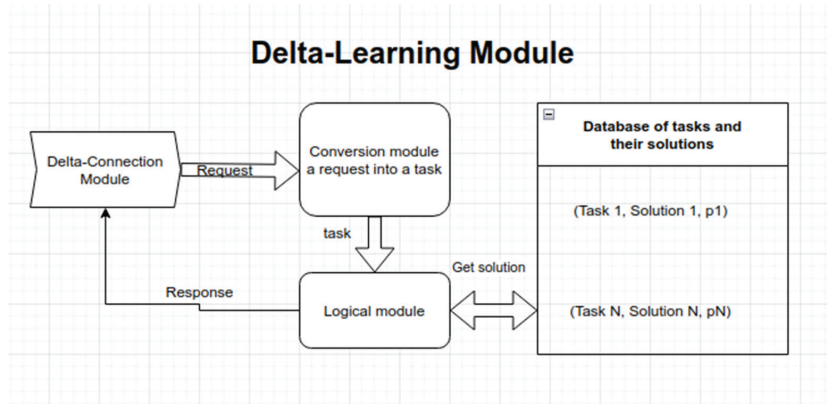 Delta-Learning Module
Delta-Connection
Module
Request
Conversion module
a request into a task
task
Logical module
Response
Get solution
Database of tasks and
their solutions
(Task 1, Solution 1, p1)
(Task N, Solution N, pN)